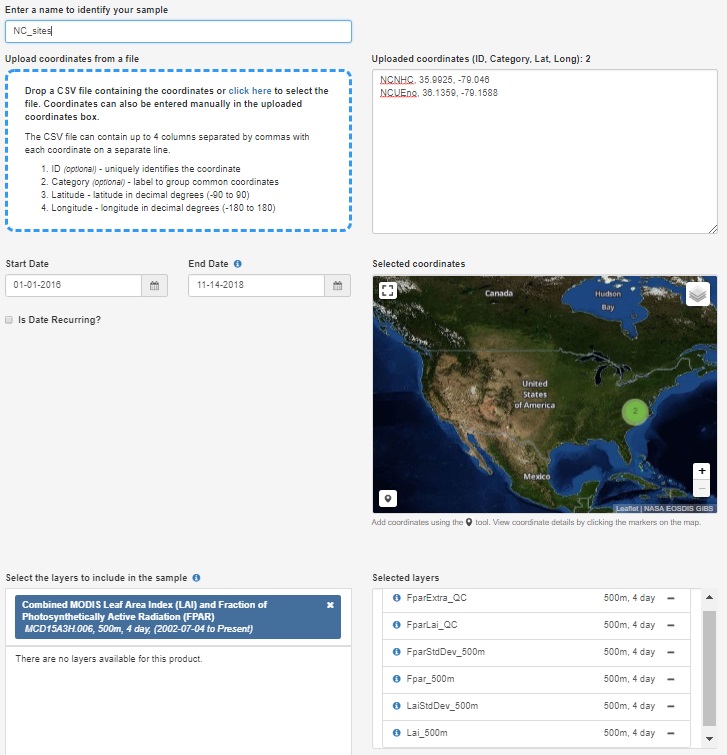 Enter a name to identify your sample
NC_sites
Upload coordinates from a file
Drop a CSV file containing the coordinates or click here to select the
file. Coordinates can also be entered manually in the uploaded
coordinates box.
The CSV file can contain up to 4 columns separated by commas with
each coordinate on a separate line.
1. ID (optional) - uniquely identifies the coordinate
2. Category (optional) - label to group common coordinates
3. Latitude - latitude in decimal degrees (-90 to 90)
4. Longitude - longitude in decimal degrees (-180 to 180)
Uploaded coordinates (ID, Category, Lat, Long): 2
NCNHC, 35.9925, -79.046
NCUEno, 36.1359, -79.1588
Start Date
01-01-2016
End Date
11-14-2018
Is Date Recurring?
Selected coordinates
Canada
Hudson
Bay
United
States
of America
2
Mexico
+
−
Leaflet | NASA EOSDIS GIBS
Add coordinates using the tool. View coordinate details by clicking the markers on the map.
Select the layers to include in the sample
Combined MODIS Leaf Area Index (LAI) and Fraction of
Photosynthetically Active Radiation (FPAR)
MCD15A3H.006, 500m, 4 day, (2002-07-04 to Present)
There are no layers available for this product.
Selected layers
FparExtra_QC 500m, 4 day
FparLai_QC 500m, 4 day
FparStdDev_500m 500m, 4 day
Fpar_500m 500m, 4 day
LaiStdDev_500m 500m, 4 day
Lai_500m 500m, 4 day